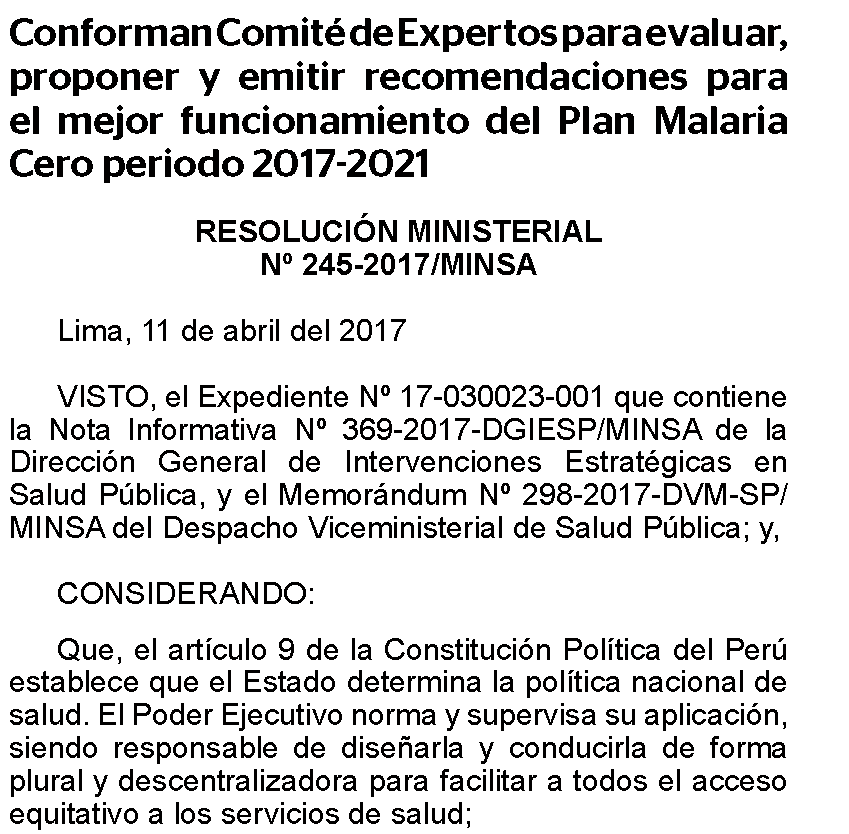 Conforman Comité de Expertos para evaluar,
proponer y emitir recomendaciones para
el mejor funcionamiento del Plan Malaria
Cero periodo 2017-2021
RESOLUCIÓN MINISTERIAL
Nº 245-2017/MINSA
Lima, 11 de abril del 2017
VISTO, el Expediente Nº 17-030023-001 que contiene
la Nota Informativa Nº 369-2017-DGIESP/MINSA de la
Dirección General de Intervenciones Estratégicas en
Salud Pública, y el Memorándum Nº 298-2017-DVM-SP/
MINSA del Despacho Viceministerial de Salud Pública; y,
CONSIDERANDO:
Que, el artículo 9 de la Constitución Política del Perú
establece que el Estado determina la política nacional de
salud. El Poder Ejecutivo norma y supervisa su aplicación,
siendo responsable de diseñarla y conducirla de forma
plural y descentralizadora para facilitar a todos el acceso
equitativo a los servicios de salud;